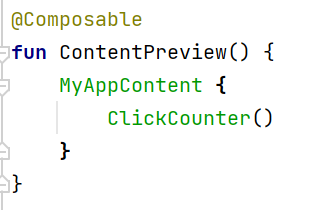 @Composable
fun ContentPreview() {
    MyAppContent {
        ClickCounter()
    }
}